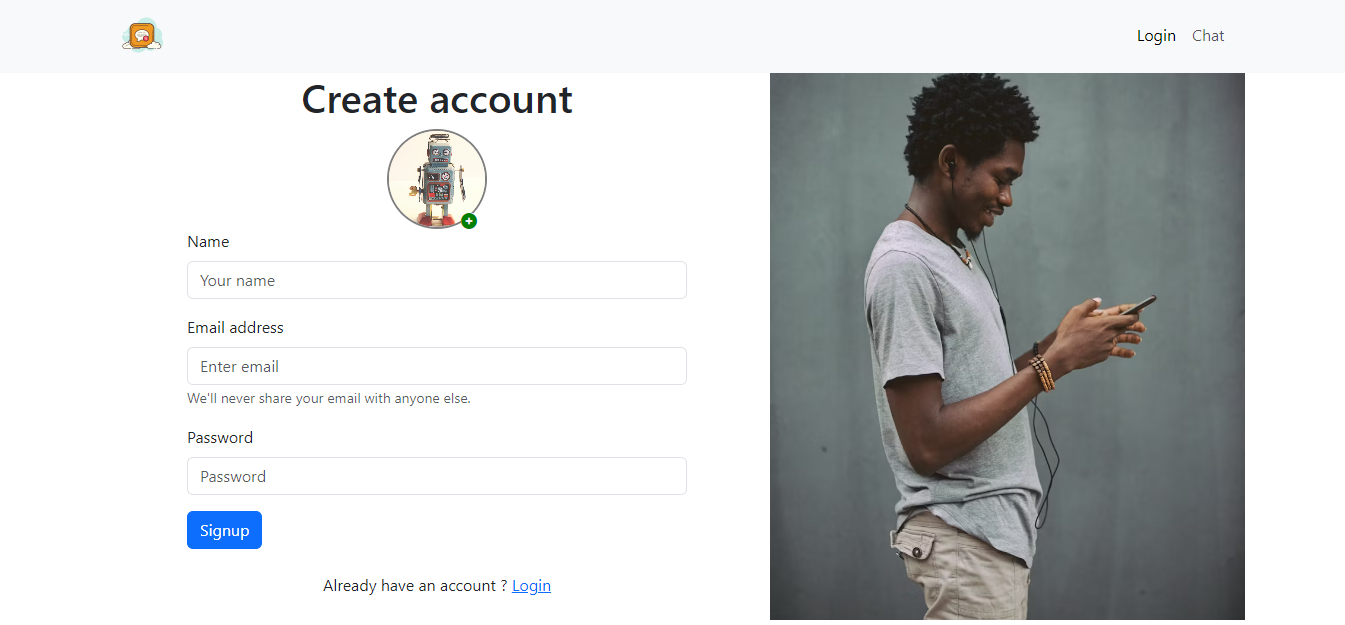 Login Chat
Create account
Name
Your name
Email address
Enter email
We'll never share your email with anyone else.
Password
Password
Signup
Already have an account ? Login